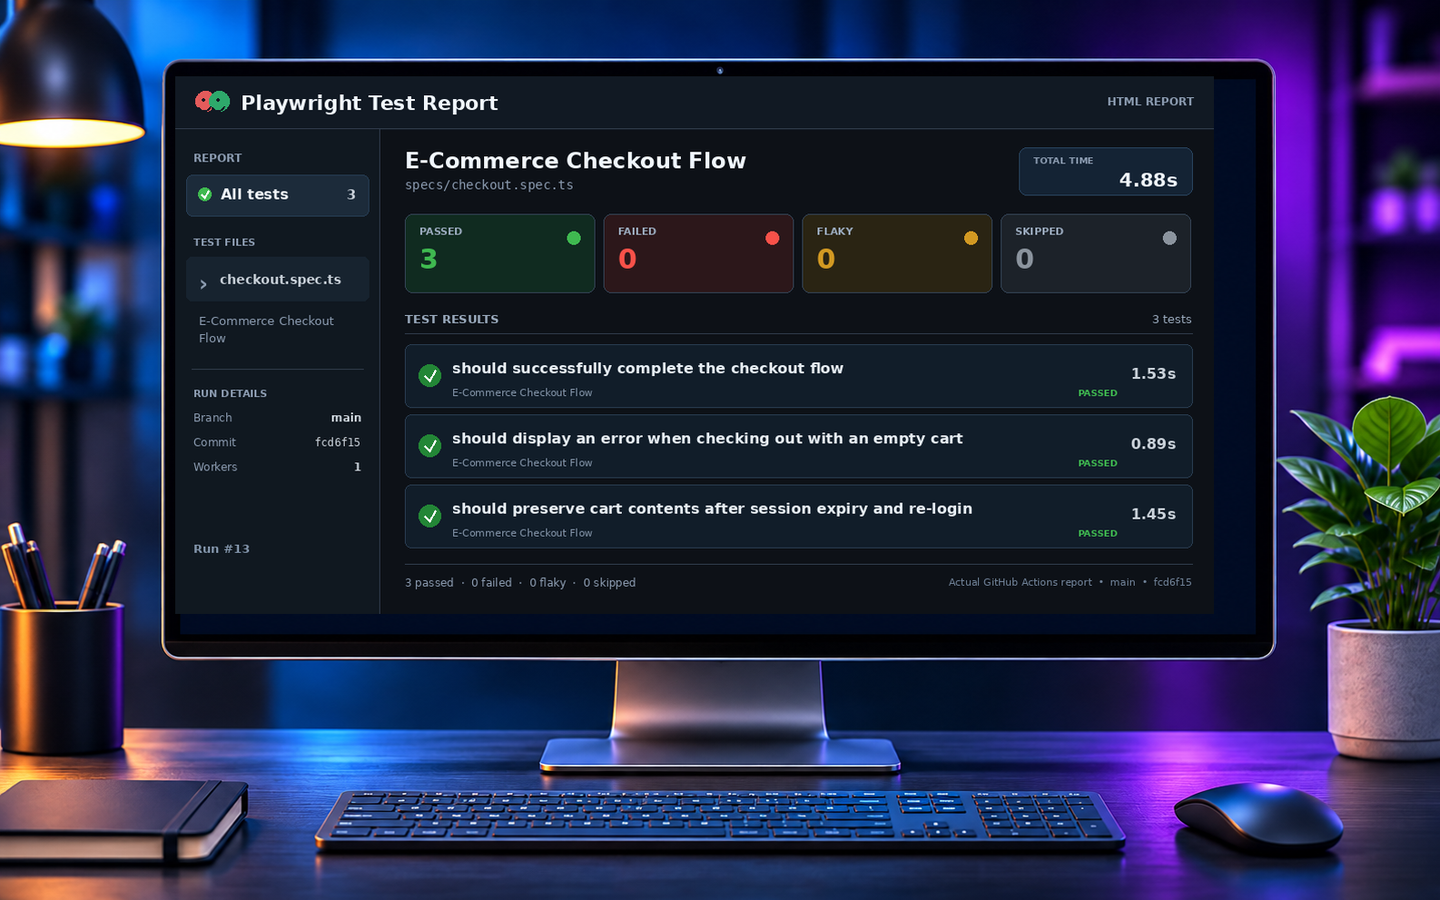 Playwright Test Report
HTML REPORT
REPORT
All tests 3
TEST FILES
checkout.spec.ts
E-Commerce Checkout
Flow
RUN DETAILS
Branch main
Commit fcd6f15
Workers 1
Run #13
E-Commerce Checkout Flow
specs/checkout.spec.ts
TOTAL TIME
4.88s
PASSED
3
FAILED
0
FLAKY
0
SKIPPED
0
TEST RESULTS
3 tests
should successfully complete the checkout flow
E-Commerce Checkout Flow
PASSED
1.53s
should display an error when checking out with an empty cart
E-Commerce Checkout Flow
PASSED
0.89s
should preserve cart contents after session expiry and re-login
E-Commerce Checkout Flow
PASSED
1.45s
3 passed · 0 failed · 0 flaky · 0 skipped
Actual GitHub Actions report • main • fcd6f15